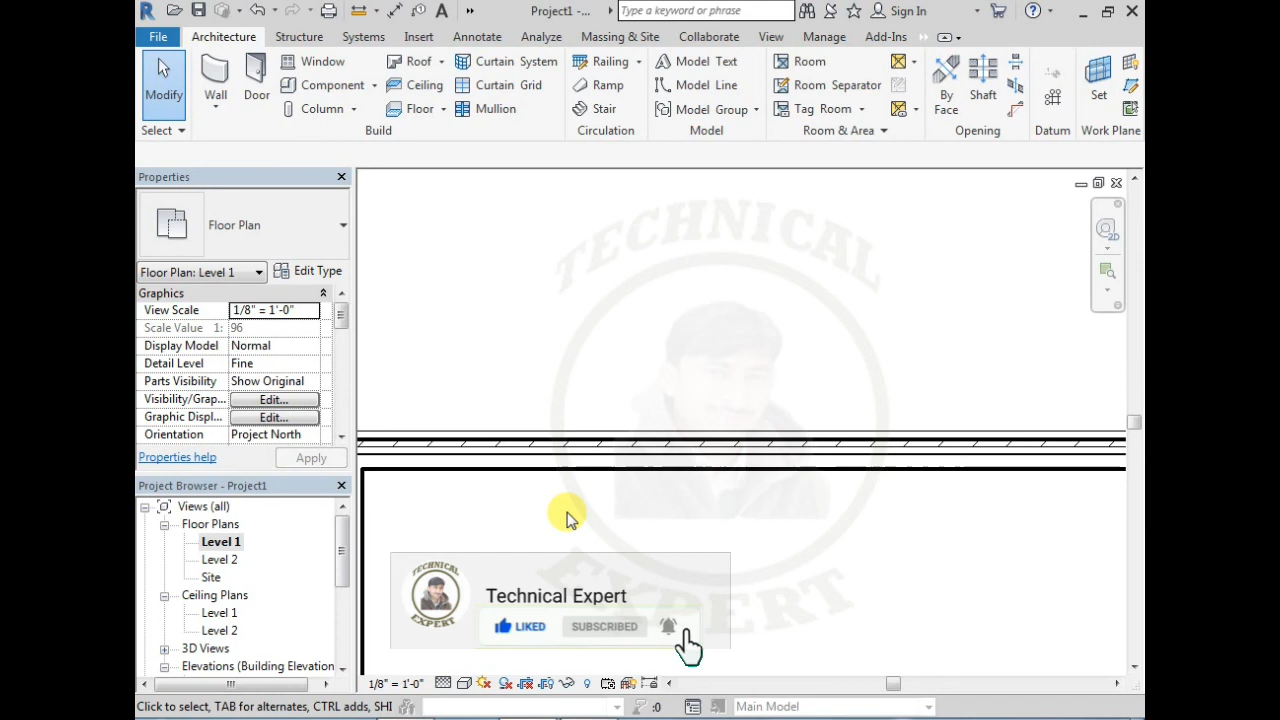 Project1 -...
Type a keyword or phrase
Sign In
File
Architecture
Structure
Systems
Insert
Annotate
Analyze
Massing & Site
Collaborate
View
Manage
Add-Ins
Modify
Wall
Door
Window
Component
Column
Roof
Ceiling
Floor
Curtain System
Curtain Grid
Mullion
Railing
Ramp
Stair
Model Text
Model Line
Model Group
Room
Room Separator
Tag Room
By
Face
Shaft
Set
Select
Build
Circulation
Model
Room & Area
Opening
Datum
Work Plane
Properties
Floor Plan
Floor Plan: Level 1
Edit Type
Graphics
View Scale 1/8" = 1'-0"
Scale Value 1: 96
Display Model Normal
Detail Level Fine
Parts Visibility Show Original
Visibility/Grap... Edit...
Graphic Displ... Edit...
Orientation Project North
Properties help
Apply
Project Browser - Project1
Views (all)
Floor Plans
Level 1
Level 2
Site
Ceiling Plans
Level 1
Level 2
3D Views
Elevations (Building Elevation
2D
TECHNICAL
EXPERT
TECHNICAL
EXPERT
Technical Expert
LIKED
SUBSCRIBED
1/8" = 1'-0"
Click to select, TAB for alternates, CTRL adds, SHI
:0
Main Model